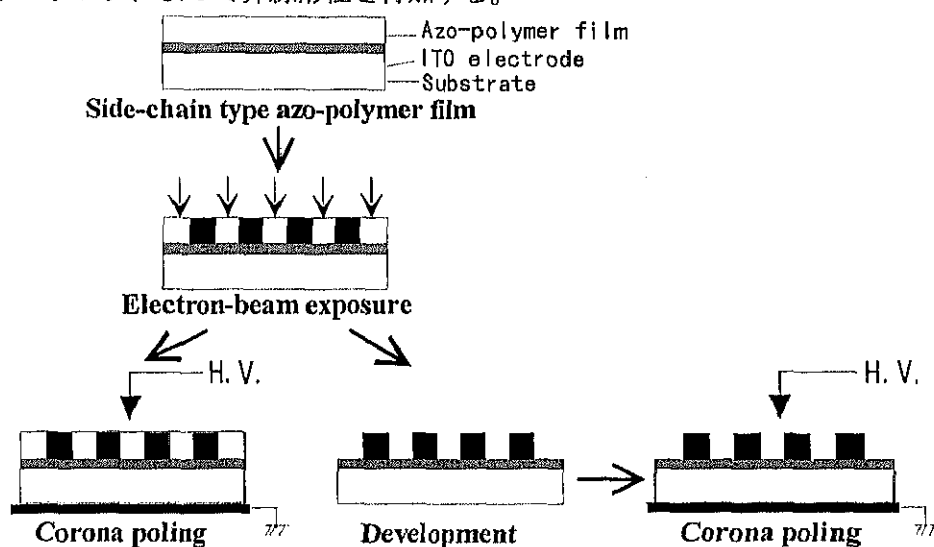 Azo-polymer film
ITO electrode
Substrate
Side-chain type azo-polymer film
Electron-beam exposure
H. V.
H. V.
Corona poling
Development
Corona poling